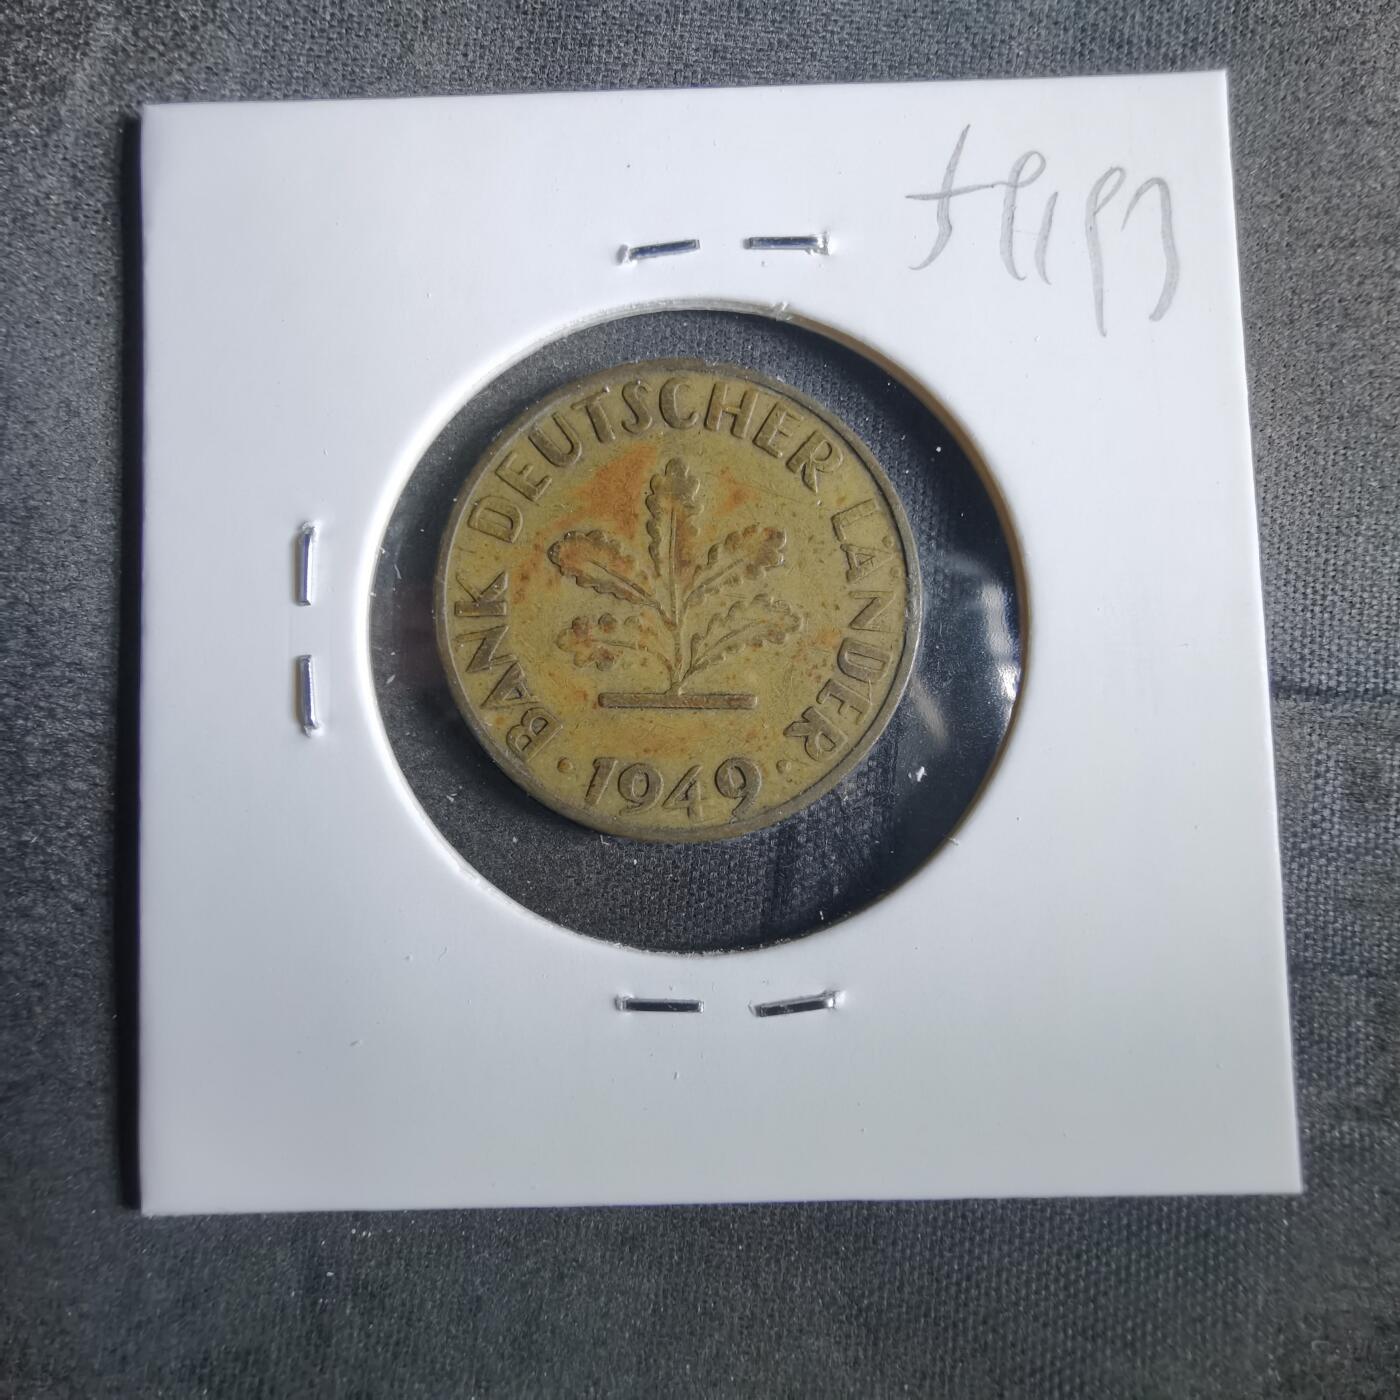 BANK DEUTSCHER LÄNDER
· 1949 ·